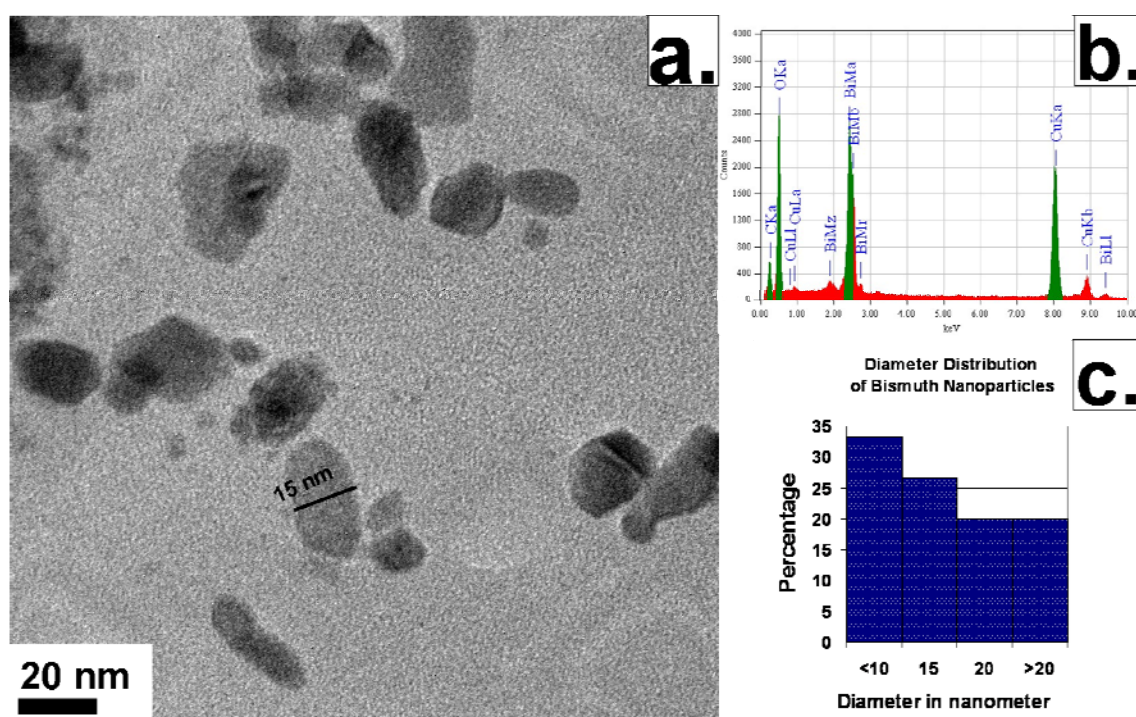 a.
15 nm
20 nm
b.
4000
3600
3200
2800
2400
2000
1600
1200
800
400
0
Counts
CKa
OKa
CuLl
CuLa
BiMz
BiMa
BiMb
BiMr
CuKa
CuKb
BiLl
0.00 1.00 2.00 3.00 4.00 5.00 6.00 7.00 8.00 9.00 10.00
keV
c.
Diameter Distribution
of Bismuth Nanoparticles
35
30
25
20
15
10
5
0
Percentage
<10 15 20 >20
Diameter in nanometer